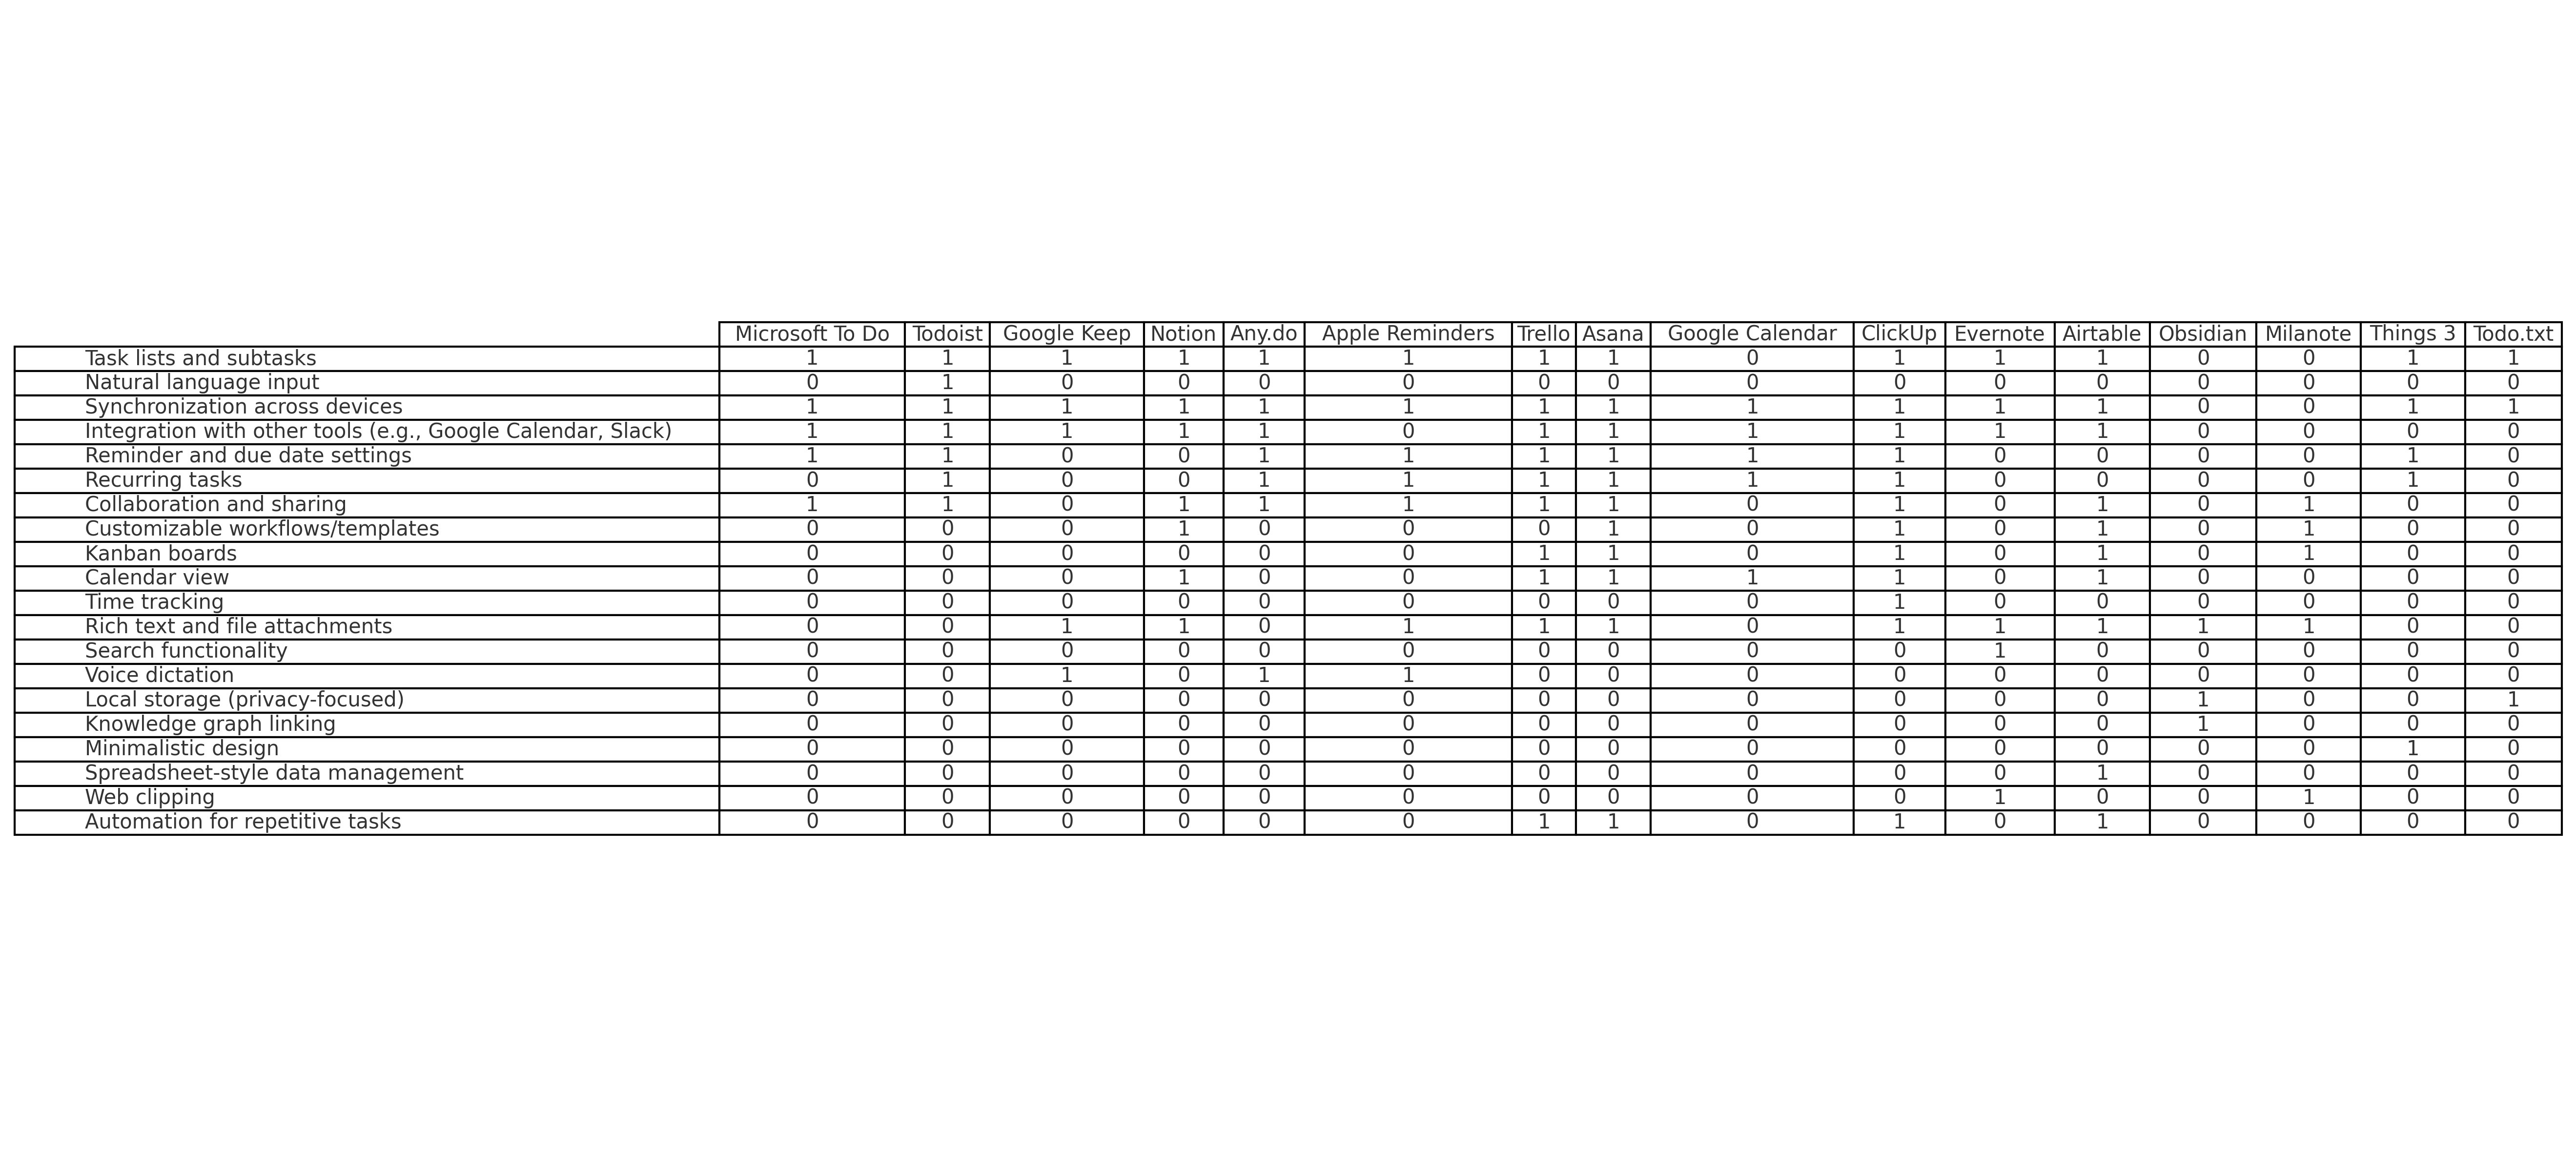 Microsoft To Do Todoist Google Keep Notion Any.do Apple Reminders Trello Asana Google Calendar ClickUp Evernote Airtable Obsidian Milanote Things 3 Todo.txt
Task lists and subtasks 1 1 1 1 1 1 1 1 0 1 1 1 0 0 1 1
Natural language input 0 1 0 0 0 0 0 0 0 0 0 0 0 0 0 0
Synchronization across devices 1 1 1 1 1 1 1 1 1 1 1 1 0 0 1 1
Integration with other tools (e.g., Google Calendar, Slack) 1 1 1 1 1 0 1 1 1 1 1 1 0 0 0 0
Reminder and due date settings 1 1 0 0 1 1 1 1 1 1 0 0 0 0 1 0
Recurring tasks 0 1 0 0 1 1 1 1 1 1 0 0 0 0 1 0
Collaboration and sharing 1 1 0 1 1 1 1 1 0 1 0 1 0 1 0 0
Customizable workflows/templates 0 0 0 1 0 0 0 1 0 1 0 1 0 1 0 0
Kanban boards 0 0 0 0 0 0 1 1 0 1 0 1 0 1 0 0
Calendar view 0 0 0 1 0 0 1 1 1 1 0 1 0 0 0 0
Time tracking 0 0 0 0 0 0 0 0 0 1 0 0 0 0 0 0
Rich text and file attachments 0 0 1 1 0 1 1 1 0 1 1 1 1 1 0 0
Search functionality 0 0 0 0 0 0 0 0 0 0 1 0 0 0 0 0
Voice dictation 0 0 1 0 1 1 0 0 0 0 0 0 0 0 0 0
Local storage (privacy-focused) 0 0 0 0 0 0 0 0 0 0 0 0 1 0 0 1
Knowledge graph linking 0 0 0 0 0 0 0 0 0 0 0 0 1 0 0 0
Minimalistic design 0 0 0 0 0 0 0 0 0 0 0 0 0 0 1 0
Spreadsheet-style data management 0 0 0 0 0 0 0 0 0 0 0 1 0 0 0 0
Web clipping 0 0 0 0 0 0 0 0 0 0 1 0 0 1 0 0
Automation for repetitive tasks 0 0 0 0 0 0 1 1 0 1 0 1 0 0 0 0